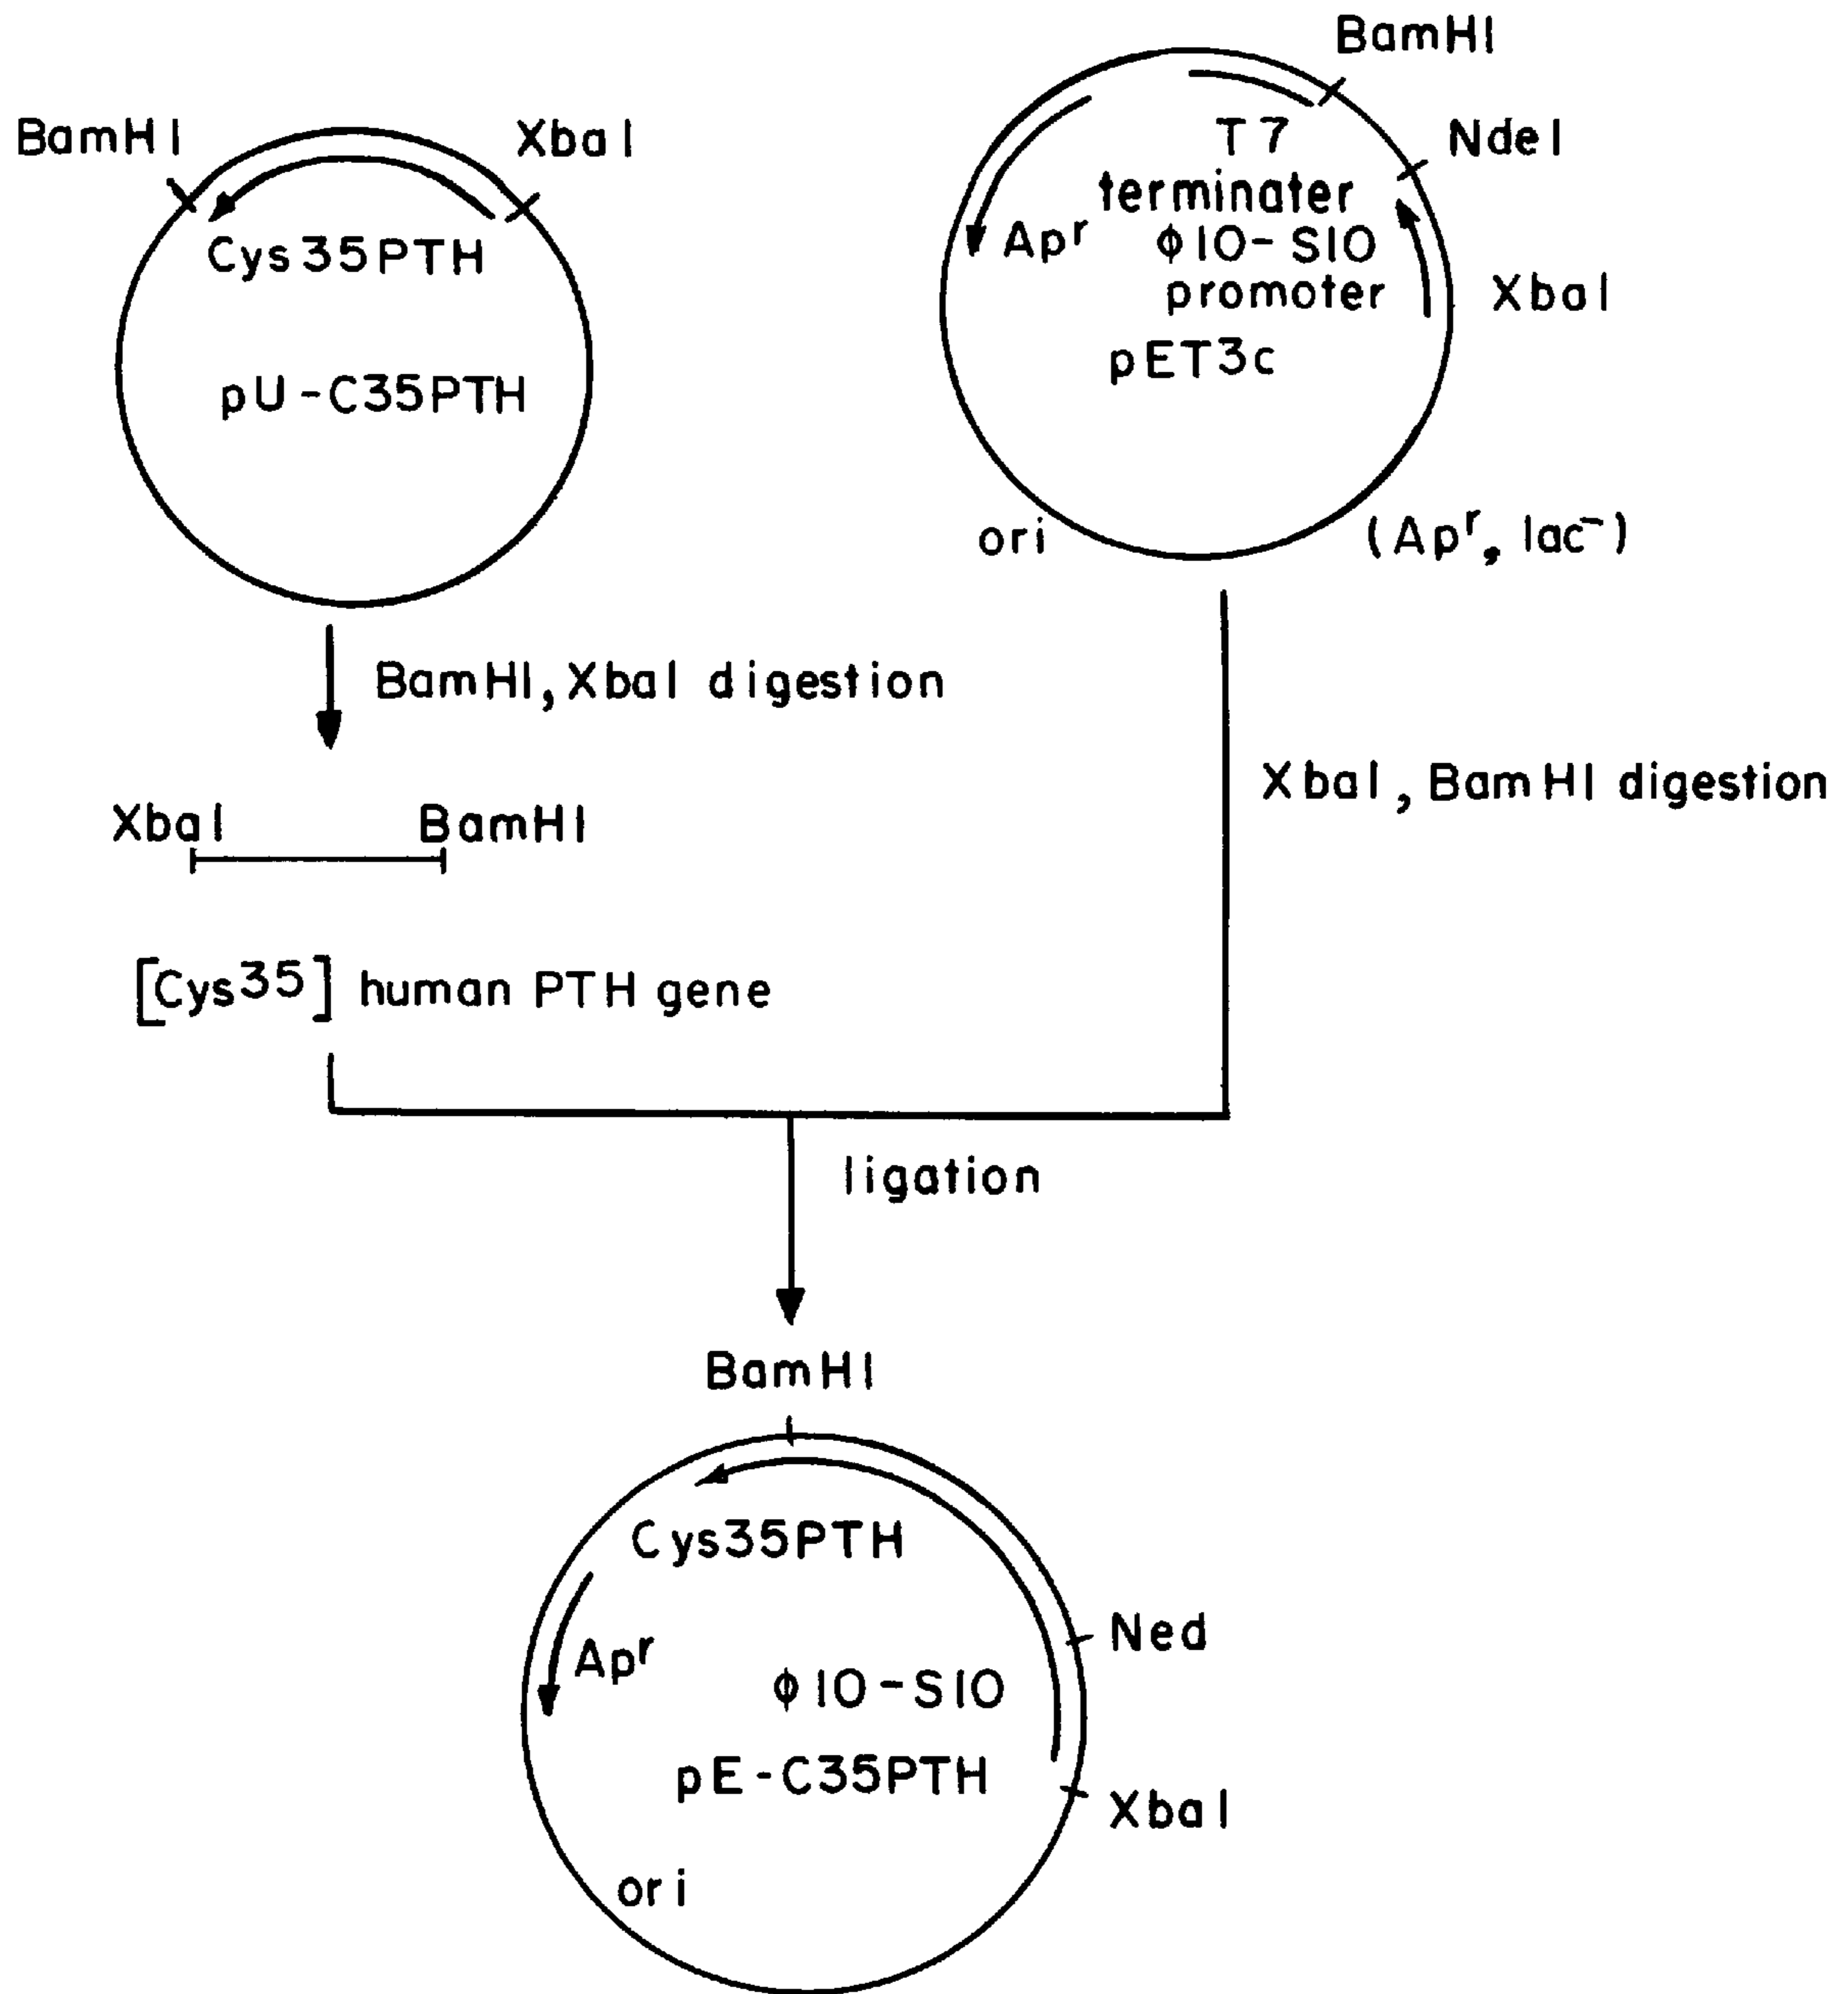 BamHI
XbaI
Cys35PTH
pU-C35PTH
BamHI
NdeI
T7
terminater
Apʳ
φ10-S10
promoter
XbaI
pET3c
ori
(Apʳ, lac⁻)
BamHI, XbaI digestion
XbaI, BamHI digestion
XbaI
BamHI
[Cys³⁵] human PTH gene
ligation
BamHI
Cys35PTH
Ned
Apʳ
φ10-S10
pE-C35PTH
XbaI
ori